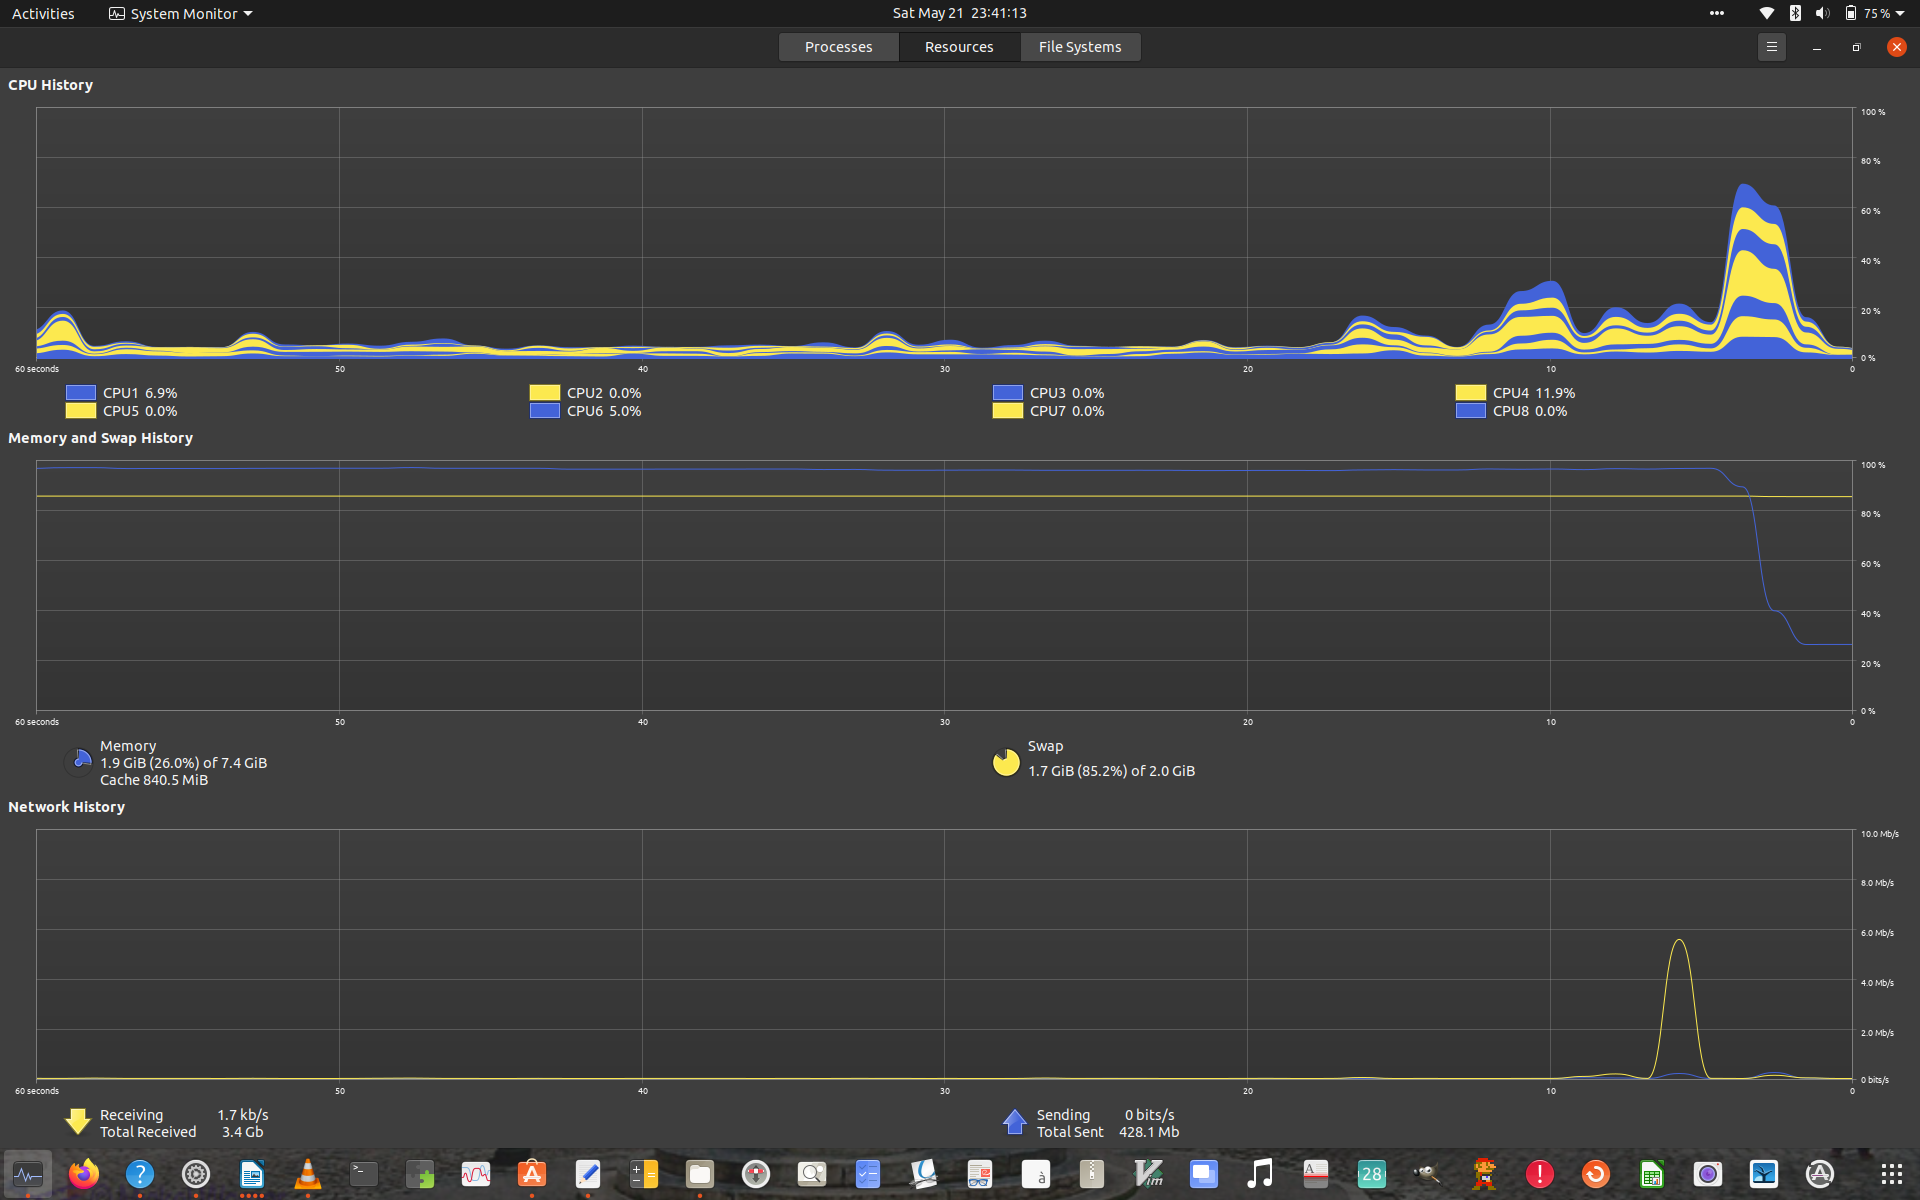 Activities System Monitor Sat May 21 23:41:13 75 %
Processes Resources File Systems
CPU History
100 %
80 %
60 %
40 %
20 %
0 %
60 seconds 50 40 30 20 10 0
CPU1 6.9% CPU2 0.0% CPU3 0.0% CPU4 11.9%
CPU5 0.0% CPU6 5.0% CPU7 0.0% CPU8 0.0%
Memory and Swap History
100 %
80 %
60 %
40 %
20 %
0 %
60 seconds 50 40 30 20 10 0
Memory
1.9 GiB (26.0%) of 7.4 GiB
Cache 840.5 MiB
Swap
1.7 GiB (85.2%) of 2.0 GiB
Network History
10.0 Mb/s
8.0 Mb/s
6.0 Mb/s
4.0 Mb/s
2.0 Mb/s
0 bits/s
60 seconds 50 40 30 20 10 0
Receiving 1.7 kb/s Sending 0 bits/s
Total Received 3.4 Gb Total Sent 428.1 Mb
? >_ à Vim A 28 !